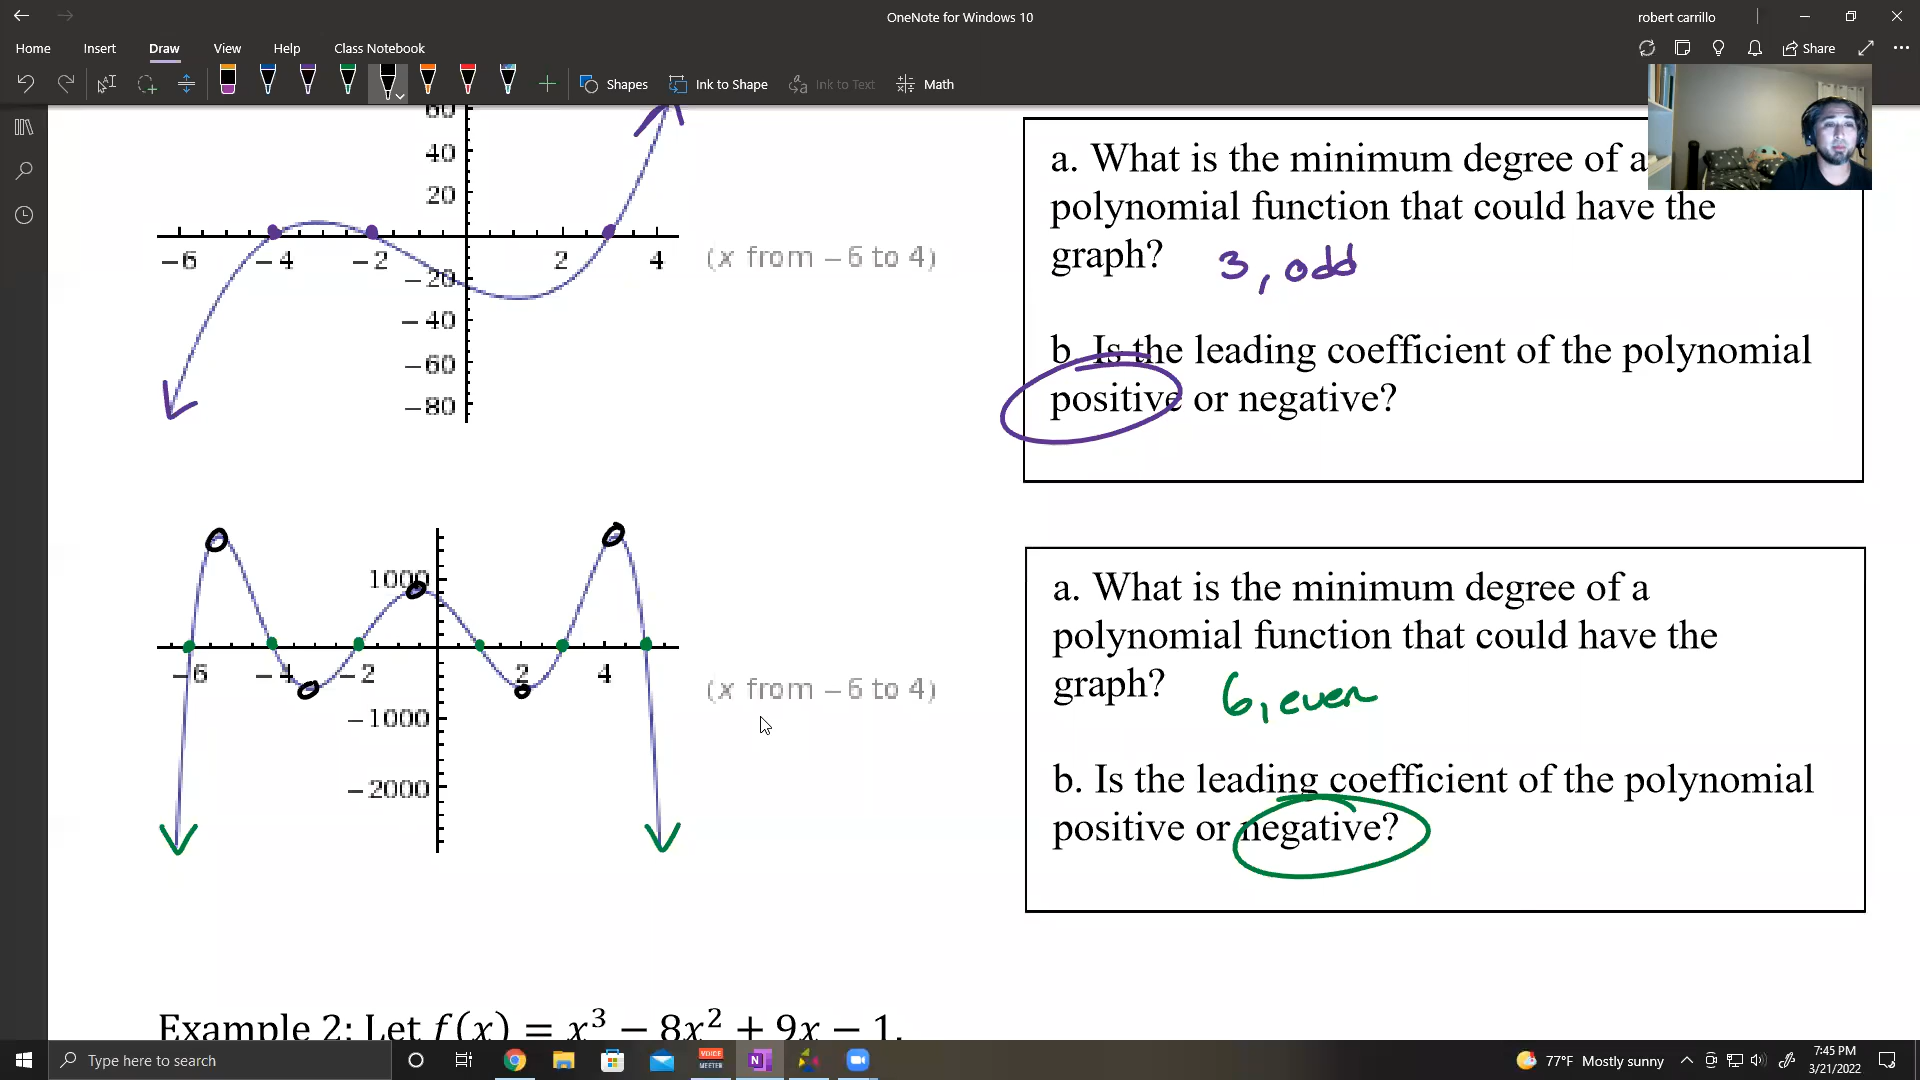 OneNote for Windows 10
robert carrillo
Home Insert Draw View Help Class Notebook
Share
Shapes Ink to Shape Ink to Text Math
60
40
20
−6 −4 −2 2 4
(x from −6 to 4)
−20
−40
−60
−80
a. What is the minimum degree of a
polynomial function that could have the
graph? 3, odd
b. Is the leading coefficient of the polynomial
positive or negative?
1000
−6 −4 −2 2 4
(x from −6 to 4)
−1000
−2000
a. What is the minimum degree of a
polynomial function that could have the
graph? 6, even
b. Is the leading coefficient of the polynomial
positive or negative?
Example 2: Let f(x) = x³ − 8x² + 9x − 1.
Type here to search
VOICE
MEETER
N
77°F Mostly sunny
7:45 PM
3/21/2022